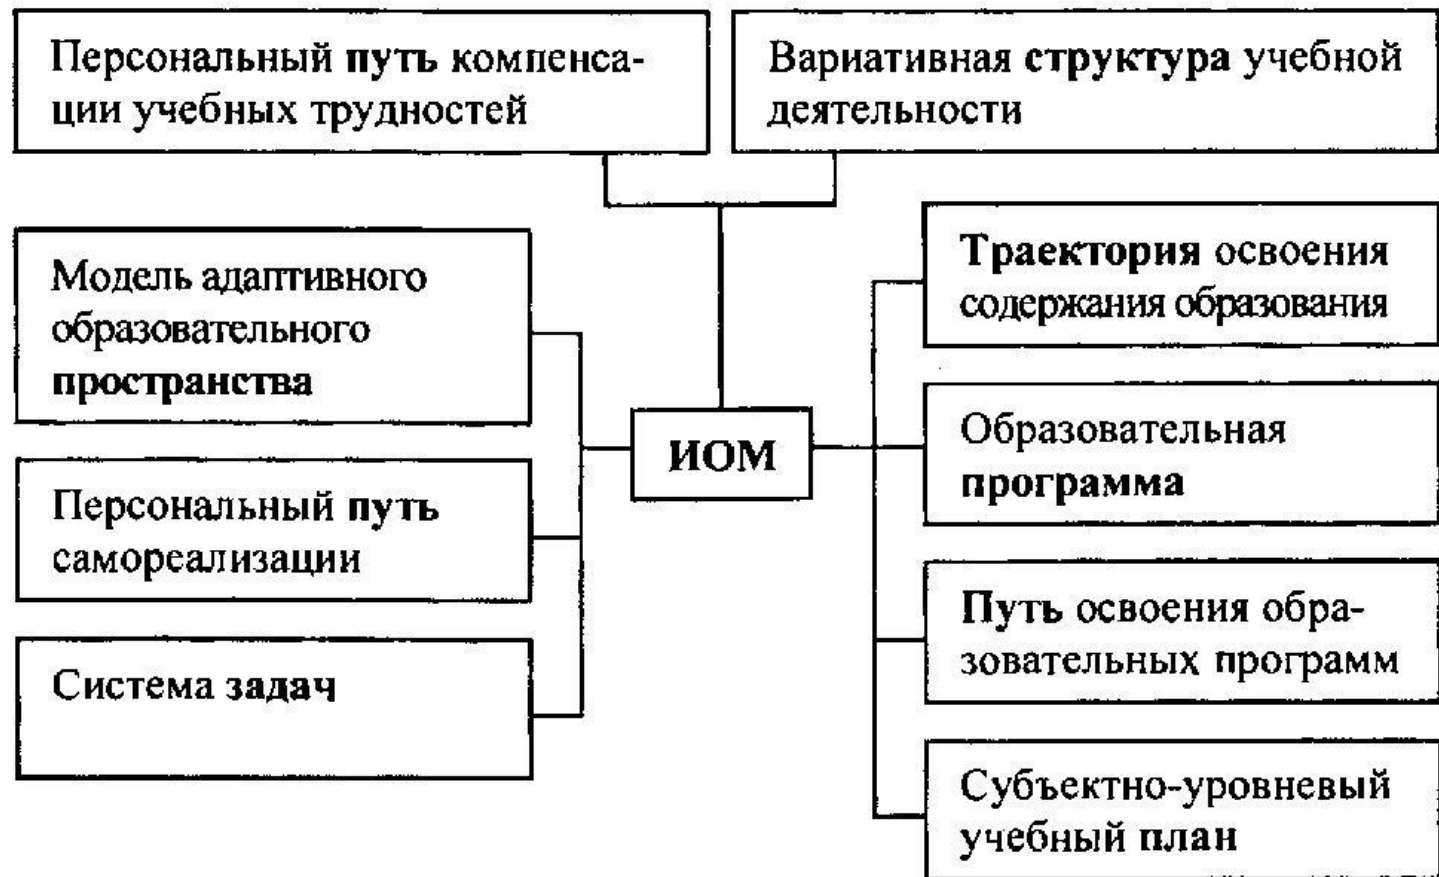 Персональный путь компенса-
ции учебных трудностей
Вариативная структура учебной
деятельности
Модель адаптивного
образовательного
пространства
Персональный путь
самореализации
Система задач
ИОМ
Траектория освоения
содержания образования
Образовательная
программа
Путь освоения обра-
зовательных программ
Субъектно-уровневый
учебный план